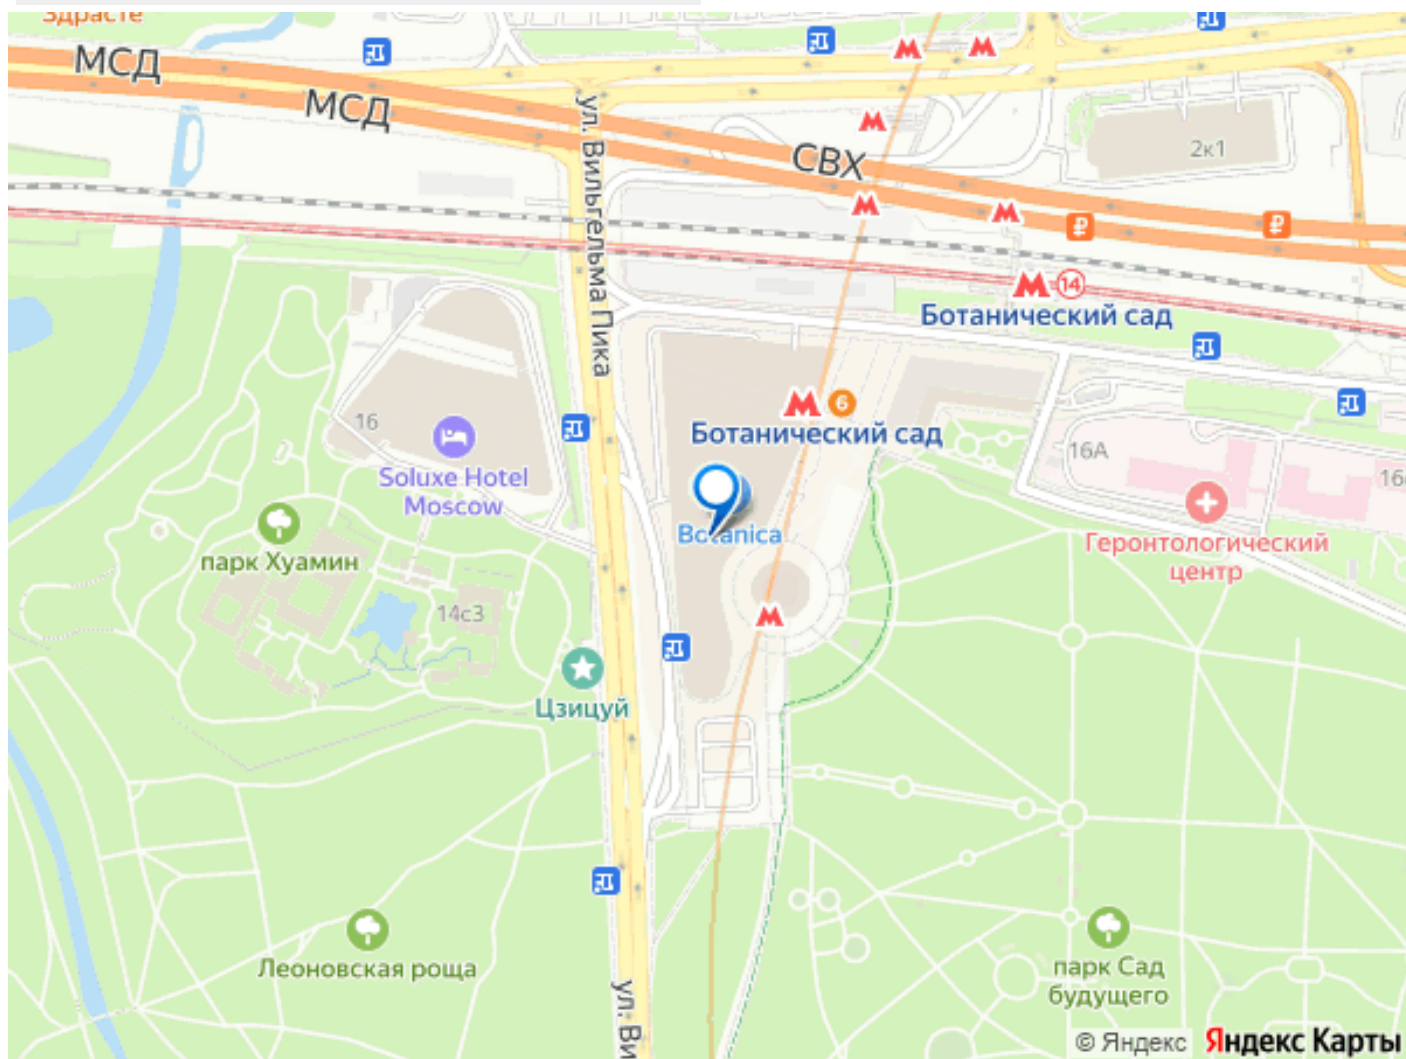 Здрасте
МСД
МСД
СВХ
2к1
ул. Вильгельма Пика
14
Ботанический сад
6
Ботанический сад
16
16А
Soluxe Hotel
Moscow
Botanica
парк Хуамин
Геронтологический
центр
14с3
Цзицуй
Леоновская роща
парк Сад
будущего
ул. Ви
© Яндекс
Яндекс Карты